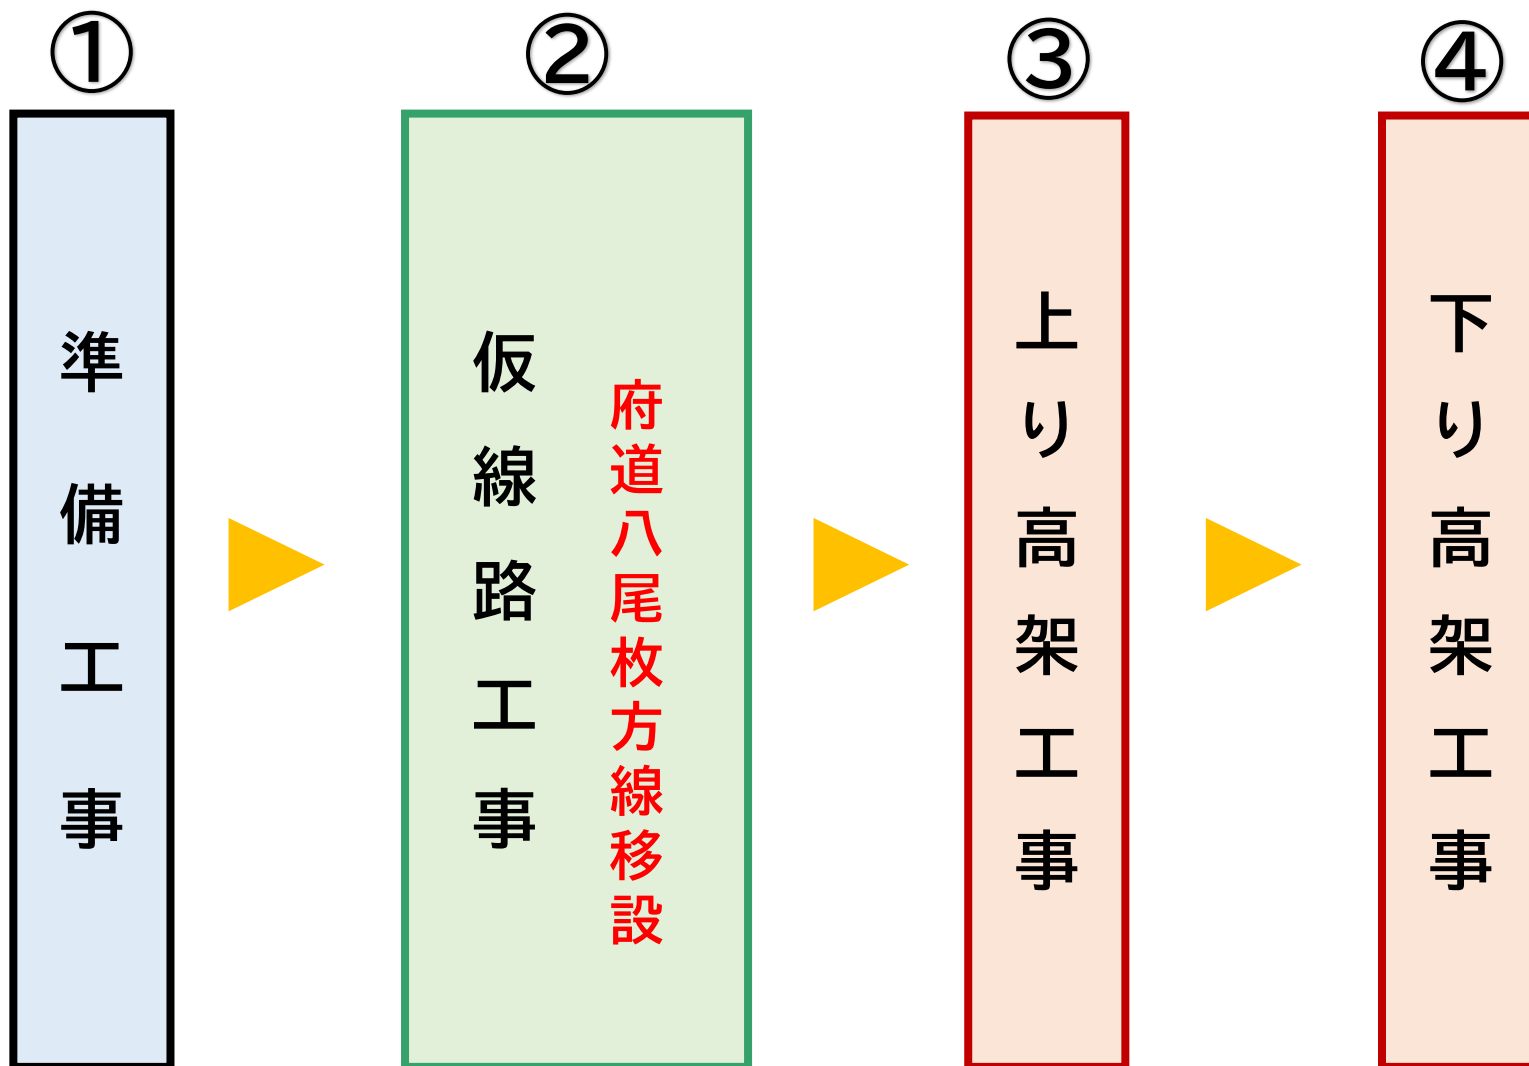 ①
準備工事
②
仮線路工事
府道八尾枚方線移設
③
上り高架工事
④
下り高架工事